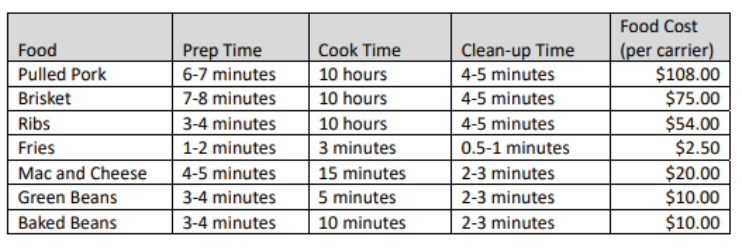 Food Prep Time Cook Time Clean-up Time Food Cost (per carrier)
Pulled Pork 6-7 minutes 10 hours 4-5 minutes $108.00
Brisket 7-8 minutes 10 hours 4-5 minutes $75.00
Ribs 3-4 minutes 10 hours 4-5 minutes $54.00
Fries 1-2 minutes 3 minutes 0.5-1 minutes $2.50
Mac and Cheese 4-5 minutes 15 minutes 2-3 minutes $20.00
Green Beans 3-4 minutes 5 minutes 2-3 minutes $10.00
Baked Beans 3-4 minutes 10 minutes 2-3 minutes $10.00